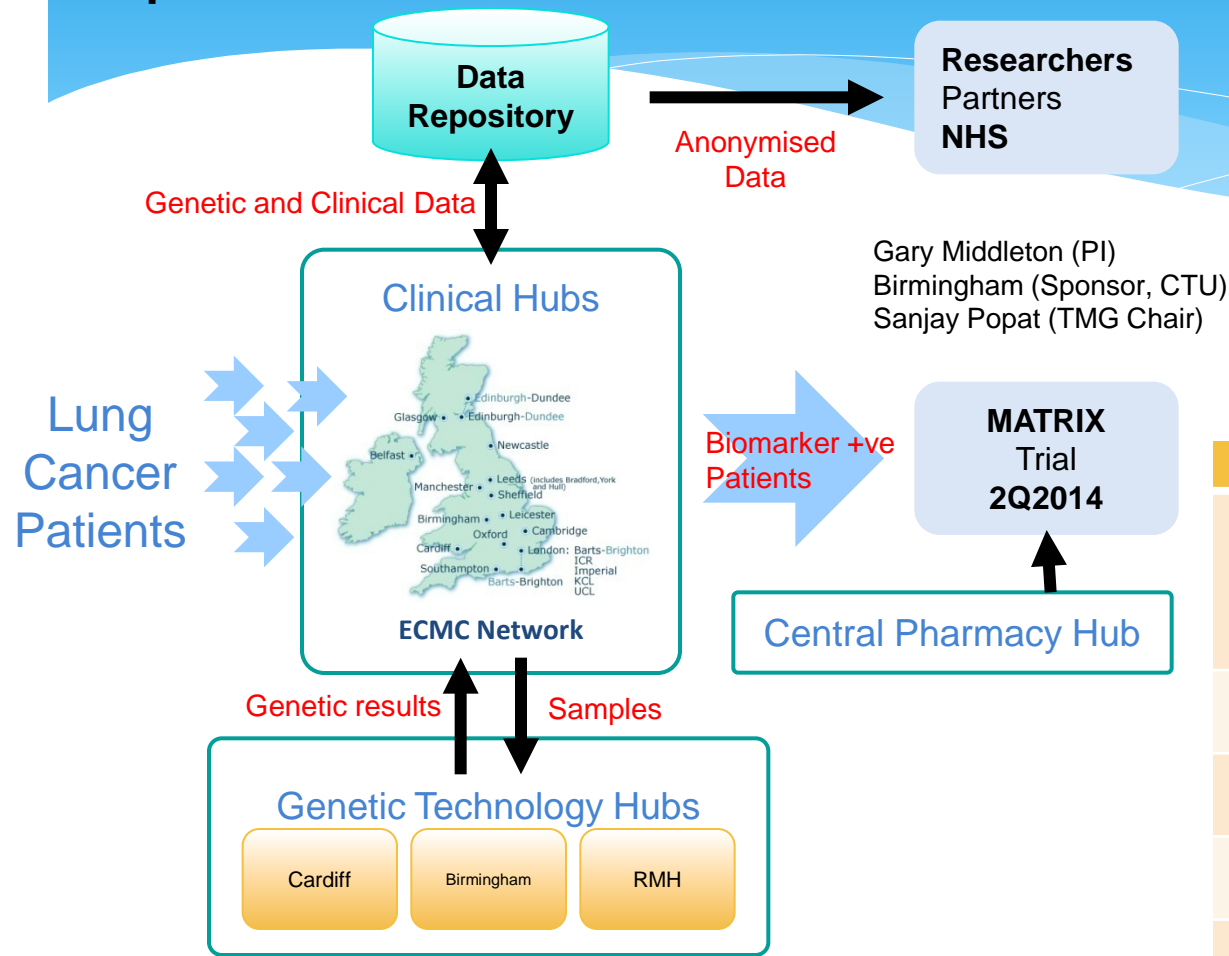 Data
Repository
Researchers
Partners
NHS
Anonymised
Data
Genetic and Clinical Data
Gary Middleton (PI)
Birmingham (Sponsor, CTU)
Sanjay Popat (TMG Chair)
Clinical Hubs
Edinburgh-Dundee
Glasgow
Edinburgh-Dundee
Newcastle
Belfast
Leeds (includes Bradford,York
and Hull)
Manchester
Sheffield
Birmingham
Leicester
Cambridge
Oxford
Cardiff
London: Barts-Brighton
ICR
Imperial
KCL
UCL
Southampton
Barts-Brighton
ECMC Network
Lung
Cancer
Patients
Biomarker +ve
Patients
MATRIX
Trial
2Q2014
Central Pharmacy Hub
Genetic results
Samples
Genetic Technology Hubs
Cardiff
Birmingham
RMH